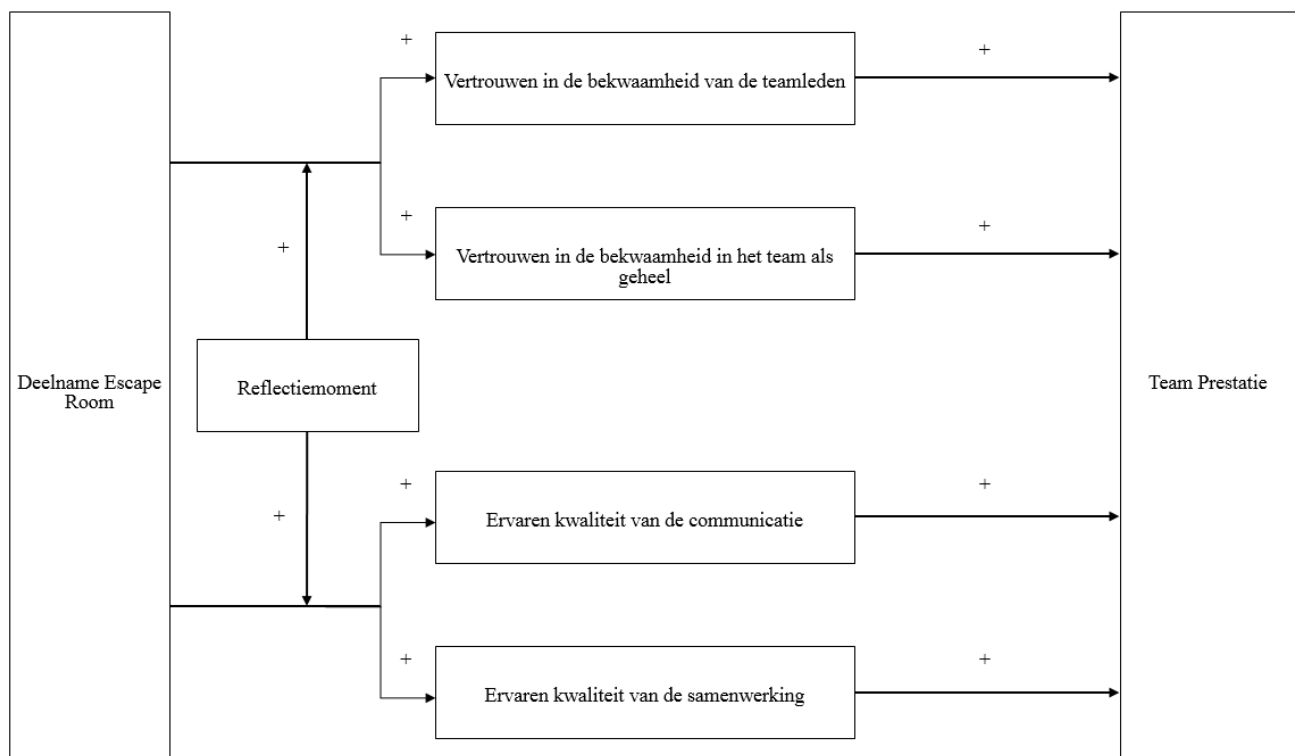 +
+
Vertrouwen in de bekwaamheid van de teamleden
+
+
+
Vertrouwen in de bekwaamheid in het team als
geheel
Deelname Escape
Room
Reflectiemoment
Team Prestatie
+
+
+
Ervaren kwaliteit van de communicatie
+
+
Ervaren kwaliteit van de samenwerking